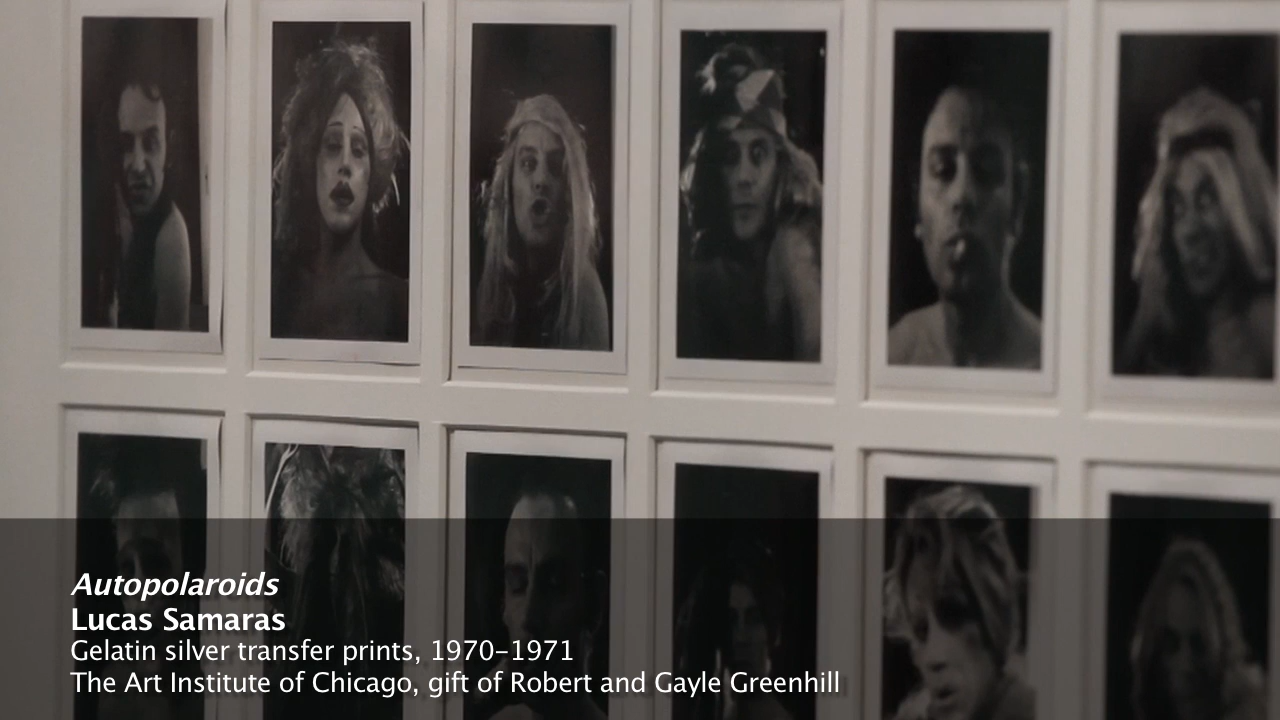 Autopolaroids
Lucas Samaras
Gelatin silver transfer prints, 1970–1971
The Art Institute of Chicago, gift of Robert and Gayle Greenhill